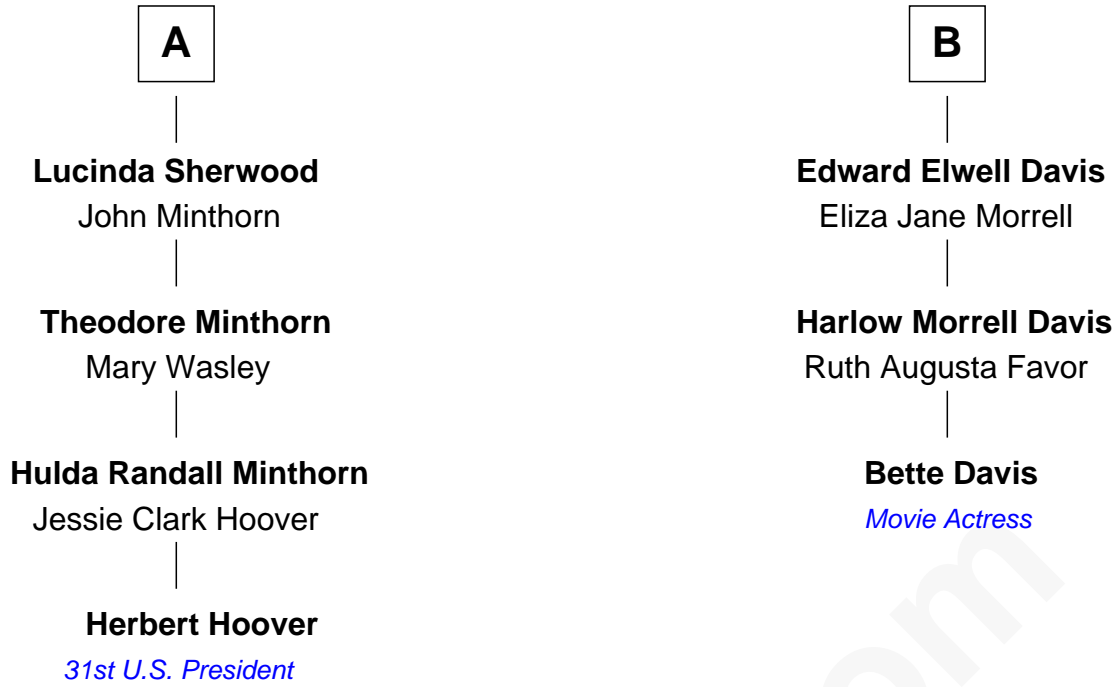 A
Lucinda Sherwood
John Minthorn
Theodore Minthorn
Mary Wasley
Hulda Randall Minthorn
Jessie Clark Hoover
Herbert Hoover
31st U.S. President
B
Edward Elwell Davis
Eliza Jane Morrell
Harlow Morrell Davis
Ruth Augusta Favor
Bette Davis
Movie Actress
om